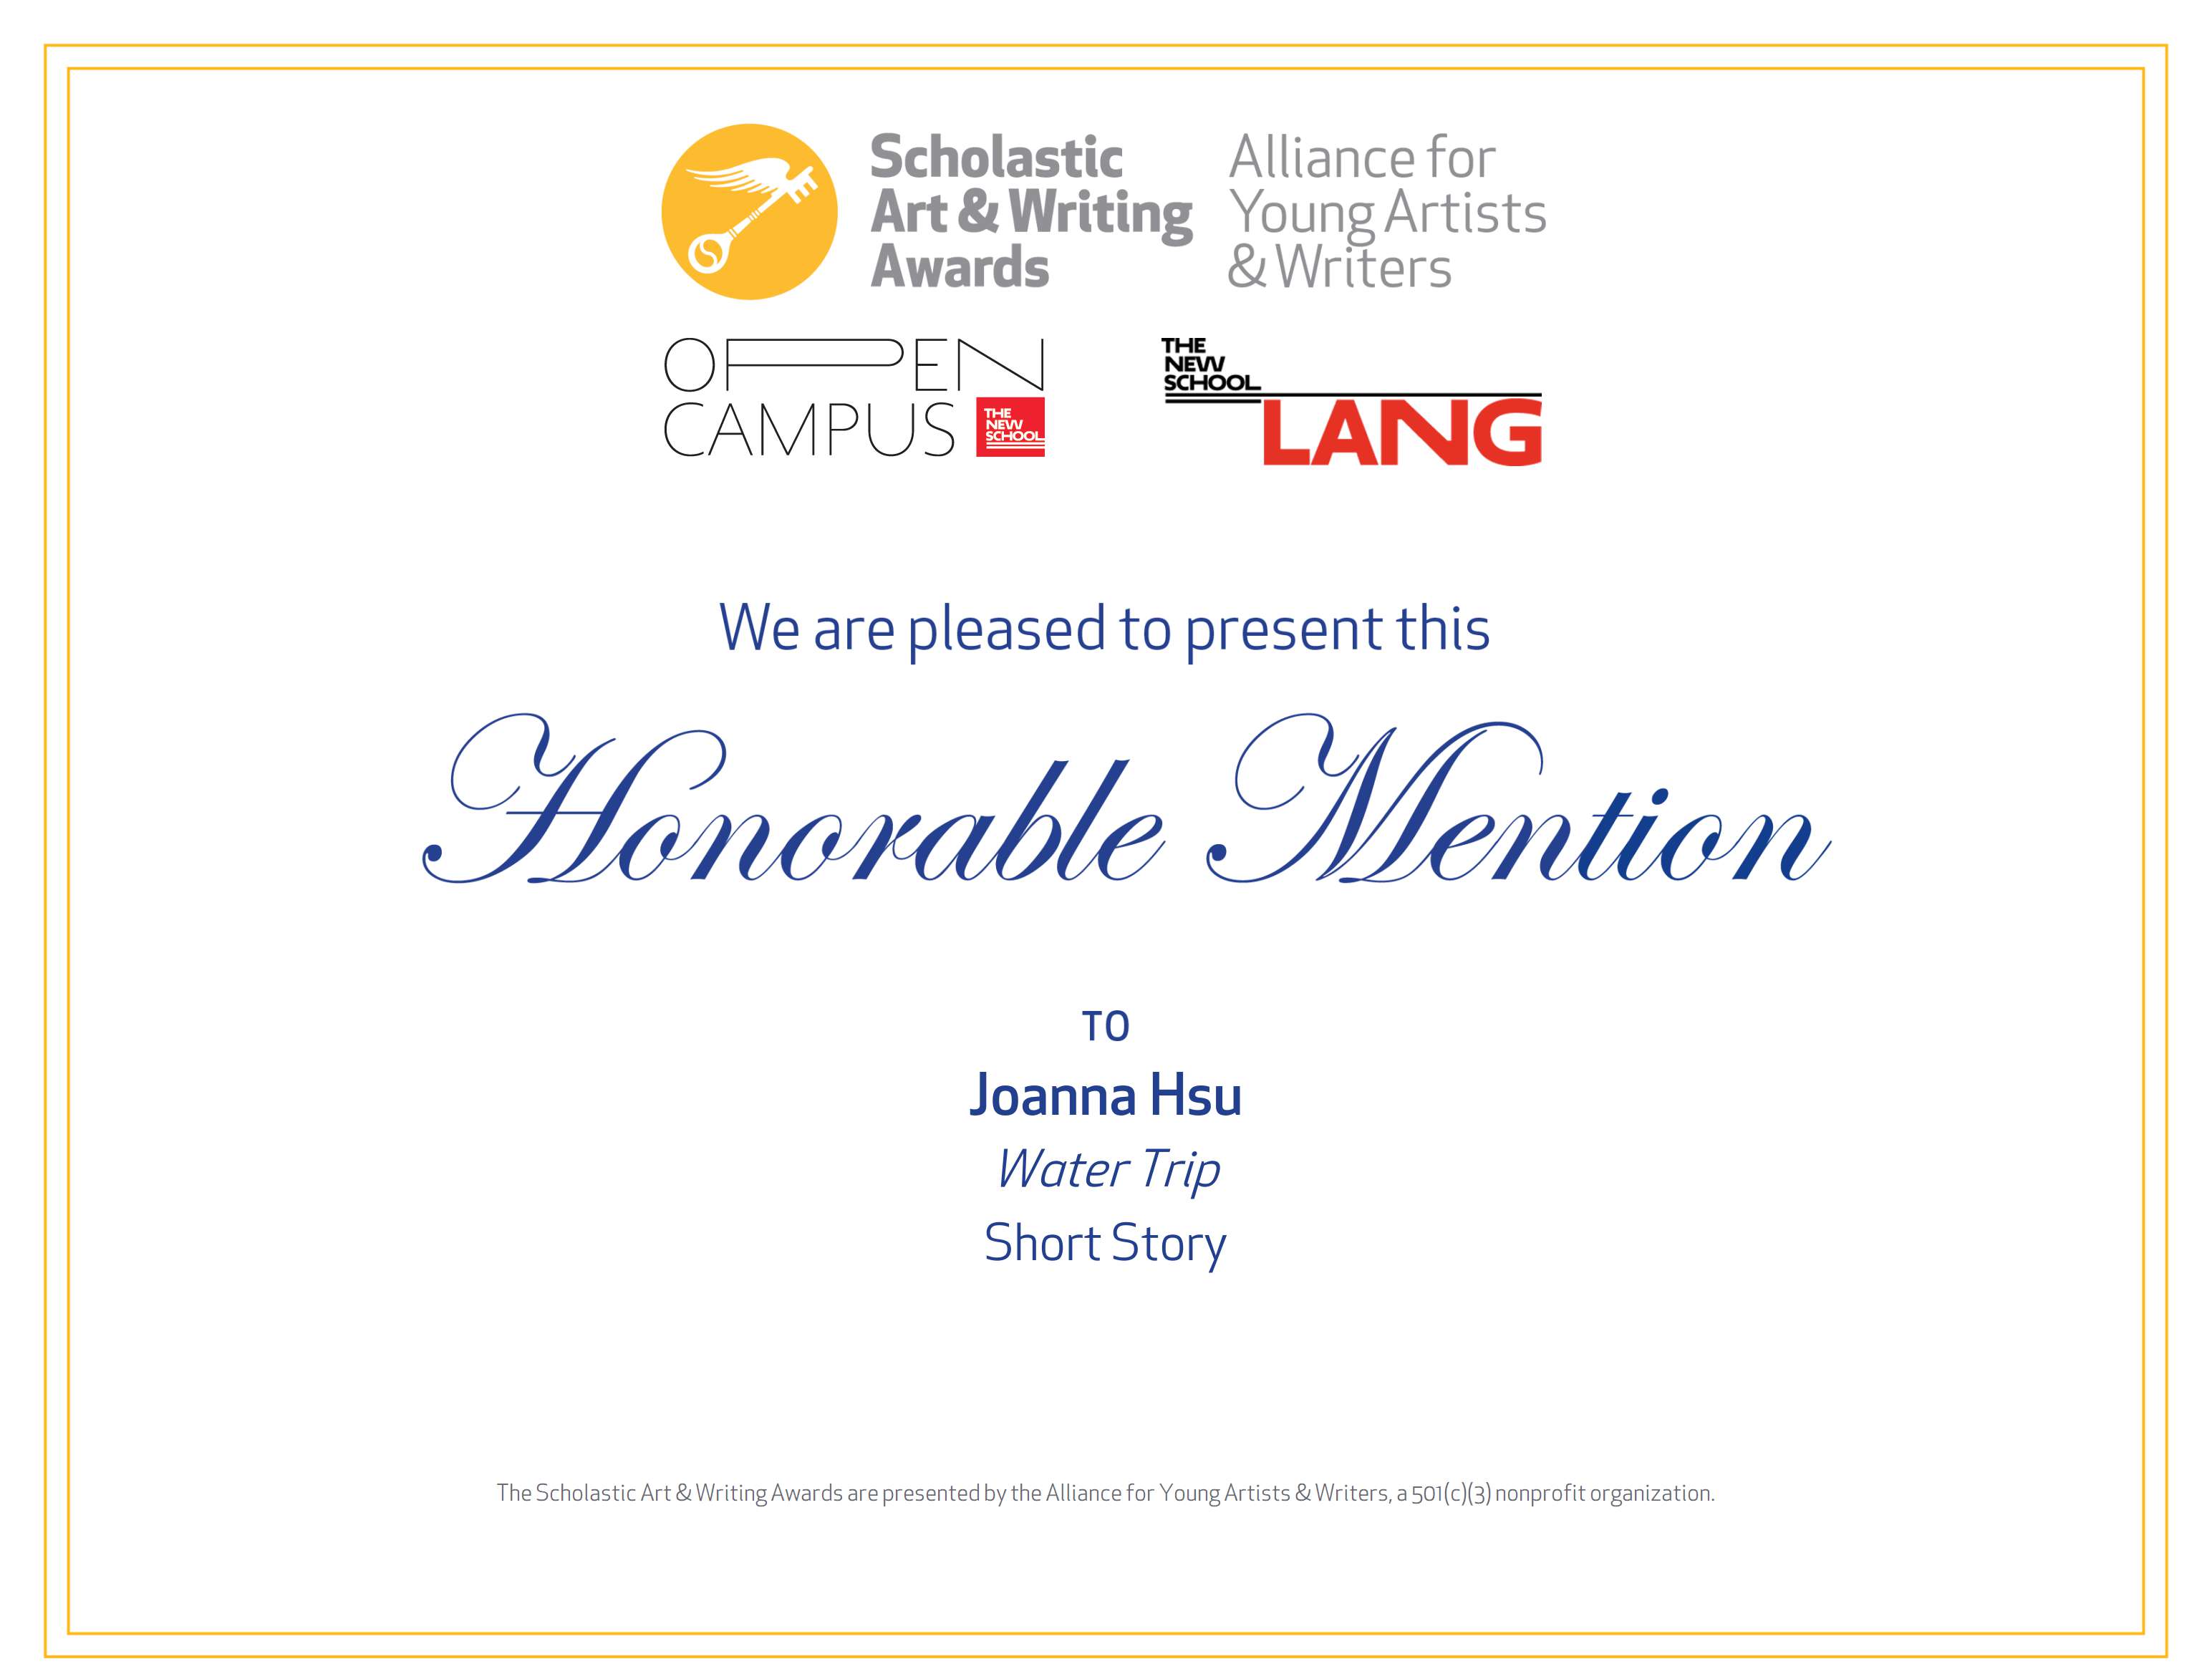 Scholastic
Art & Writing
Awards
Alliance for
Young Artists
& Writers
OPEN
CAMPUS
THE
NEW
SCHOOL
THE
NEW
SCHOOL
LANG
We are pleased to present this
Honorable Mention
TO
Joanna Hsu
Water Trip
Short Story
The Scholastic Art & Writing Awards are presented by the Alliance for Young Artists & Writers, a 501(c)(3) nonprofit organization.